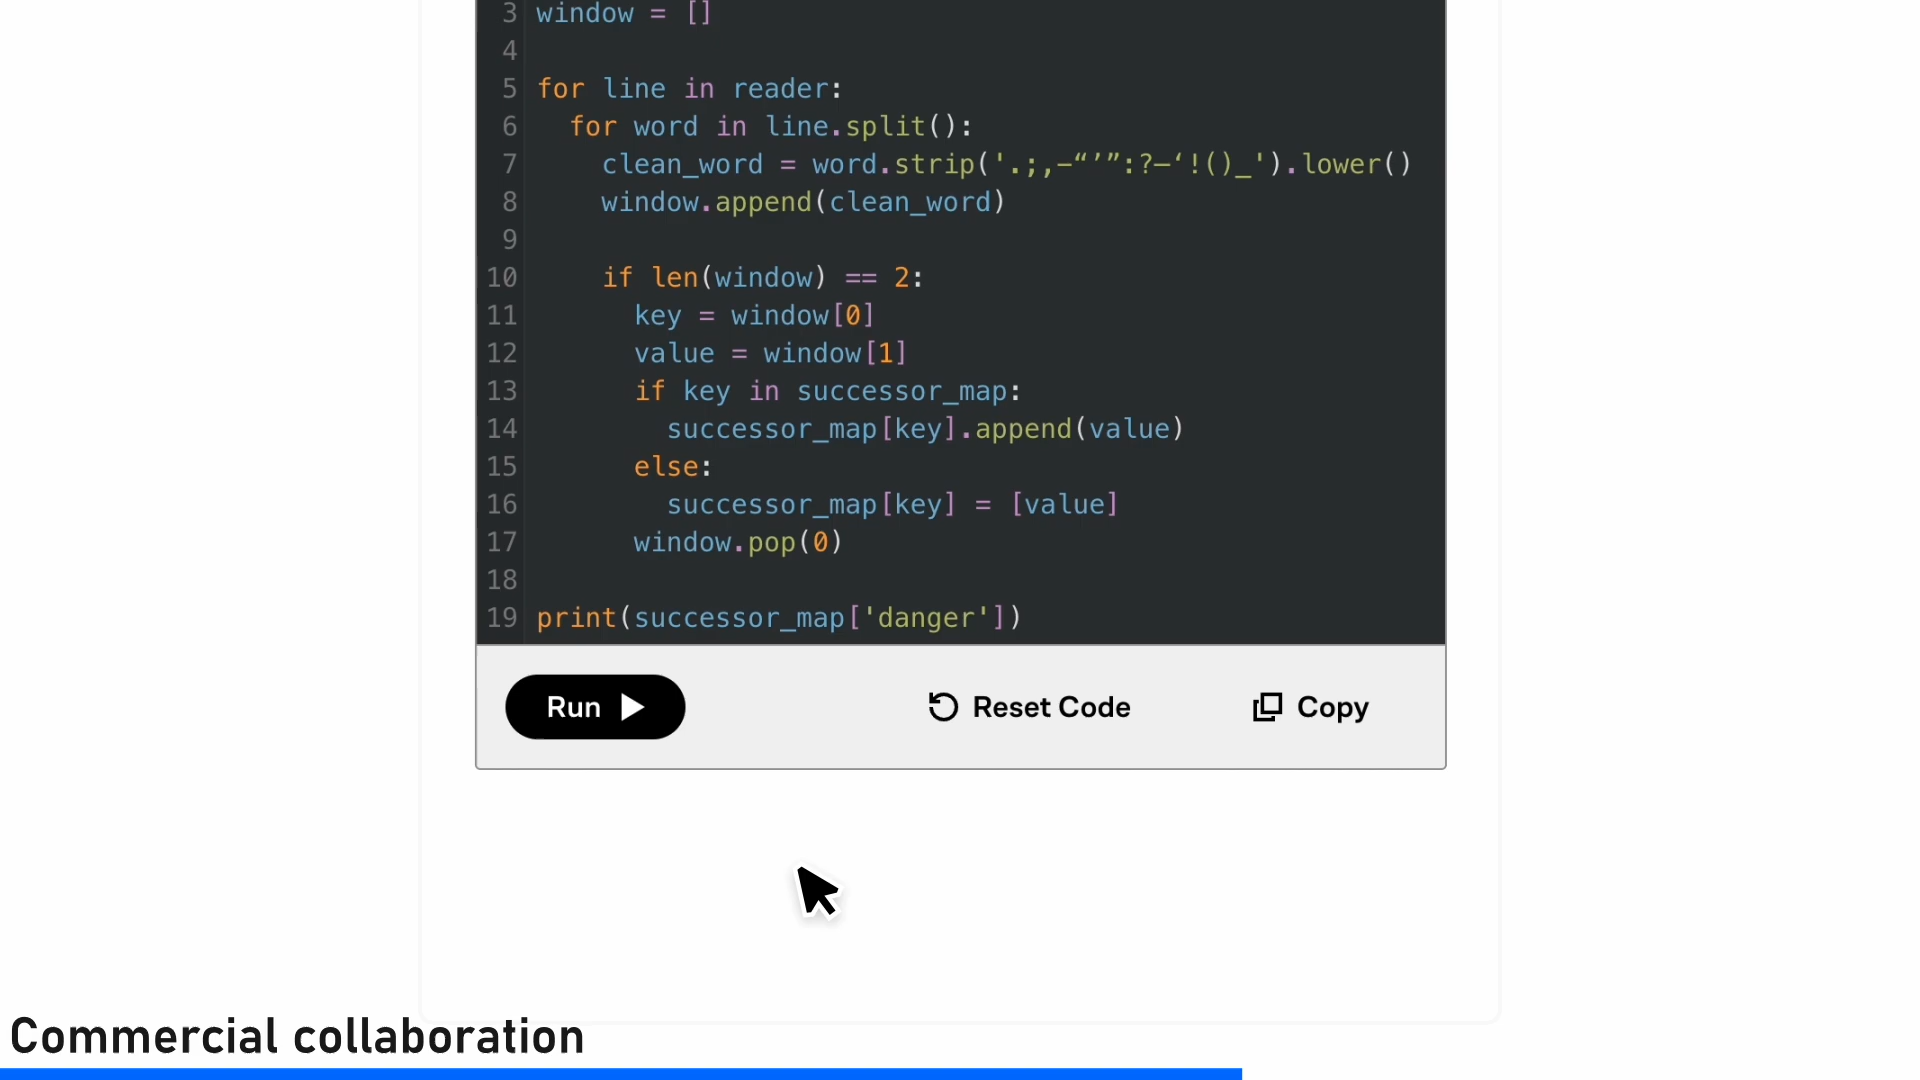 3 window = []
4
5 for line in reader:
6 for word in line.split():
7 clean_word = word.strip('.;,—“’”:?—‘!()_').lower()
8 window.append(clean_word)
9
10 if len(window) == 2:
11 key = window[0]
12 value = window[1]
13 if key in successor_map:
14 successor_map[key].append(value)
15 else:
16 successor_map[key] = [value]
17 window.pop(0)
18
19 print(successor_map['danger'])
Run Reset Code Copy
Commercial collaboration